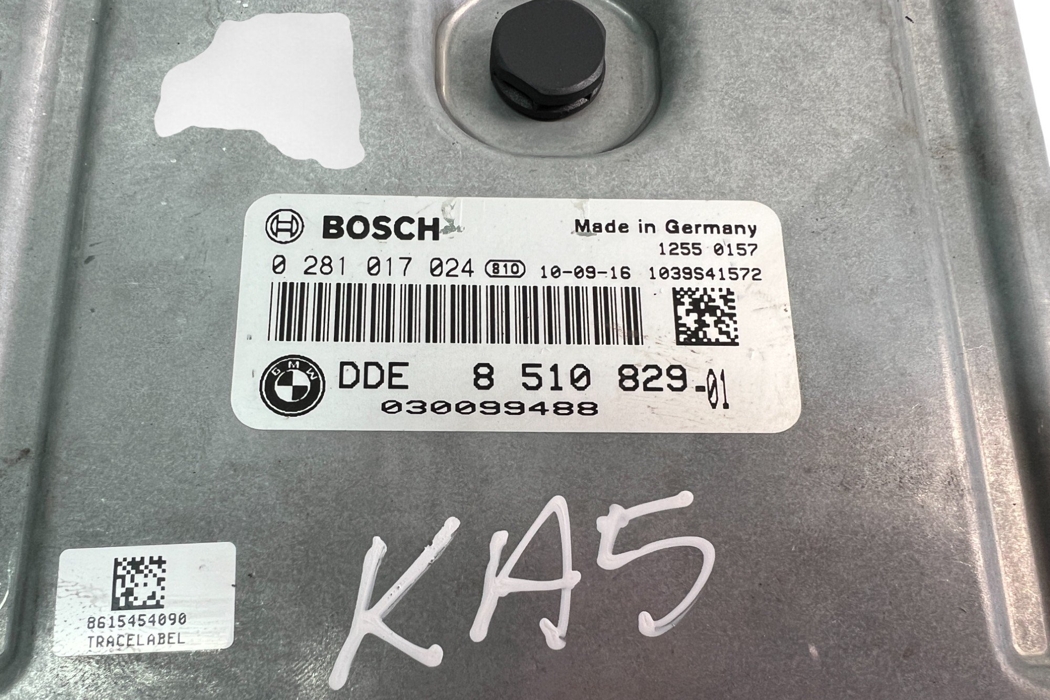 BOSCH
Made in Germany
1255 0157
0 281 017 024 810 10-09-16 1039S41572
BMW
DDE 8 510 829-01
030099488
KA5
8615454090
TRACELABEL